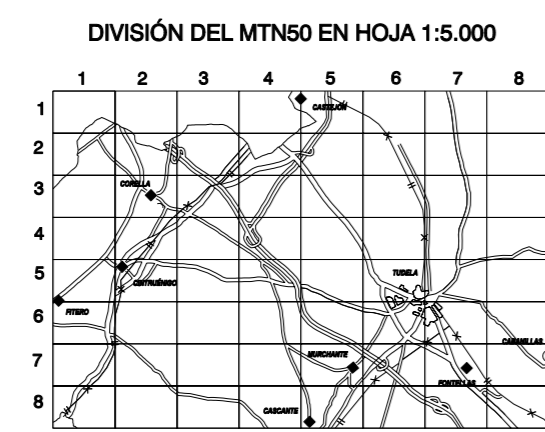 DIVISIÓN DEL MTN50 EN HOJA 1:5.000
1 2 3 4 5 6 7 8
1
CASTEJÓN
2
3
CORELLA
4
5
CINTRUÉNIGO
TUDELA
6
FITERO
CABANILLAS
7
MURCHANTE
FONTELLAS
8
CASCANTE